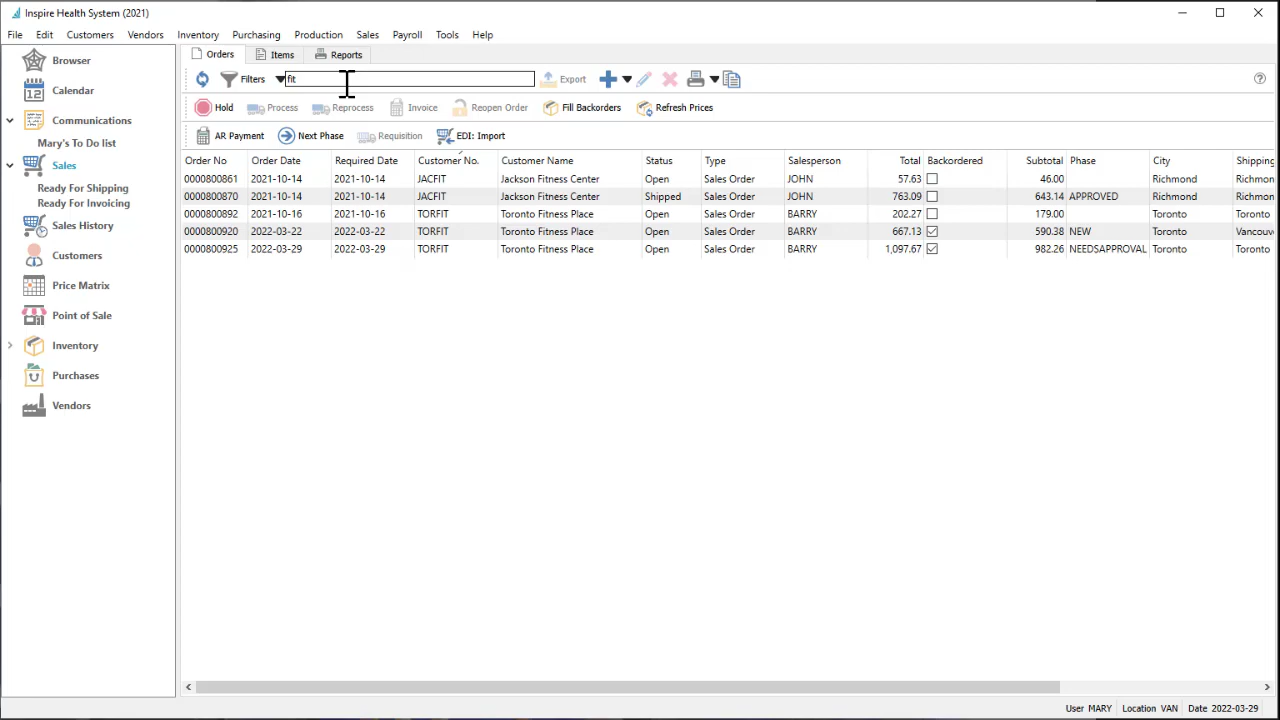 Inspire Health System (2021)
File Edit Customers Vendors Inventory Purchasing Production Sales Payroll Tools Help
Browser
Calendar
Communications
Mary's To Do list
Sales
Ready For Shipping
Ready For Invoicing
Sales History
Customers
Price Matrix
Point of Sale
Inventory
Purchases
Vendors
Orders Items Reports
Filters fit Export
Hold Process Reprocess Invoice Reopen Order Fill Backorders Refresh Prices
AR Payment Next Phase Requisition EDI: Import
Order No Order Date Required Date Customer No. Customer Name Status Type Salesperson Total Backordered Subtotal Phase City Shipping
0000800861 2021-10-14 2021-10-14 JACFIT Jackson Fitness Center Open Sales Order JOHN 57.63 46.00 Richmond Richmon
0000800870 2021-10-14 2021-10-14 JACFIT Jackson Fitness Center Shipped Sales Order JOHN 763.09 643.14 APPROVED Richmond Richmon
0000800892 2021-10-16 2021-10-16 TORFIT Toronto Fitness Place Open Sales Order BARRY 202.27 179.00 Toronto Toronto
0000800920 2022-03-22 2022-03-22 TORFIT Toronto Fitness Place Open Sales Order BARRY 667.13 590.38 NEW Toronto Vancouv
0000800925 2022-03-29 2022-03-29 TORFIT Toronto Fitness Place Open Sales Order BARRY 1,097.67 982.26 NEEDSAPPROVAL Toronto Toronto
User MARY Location VAN Date 2022-03-29